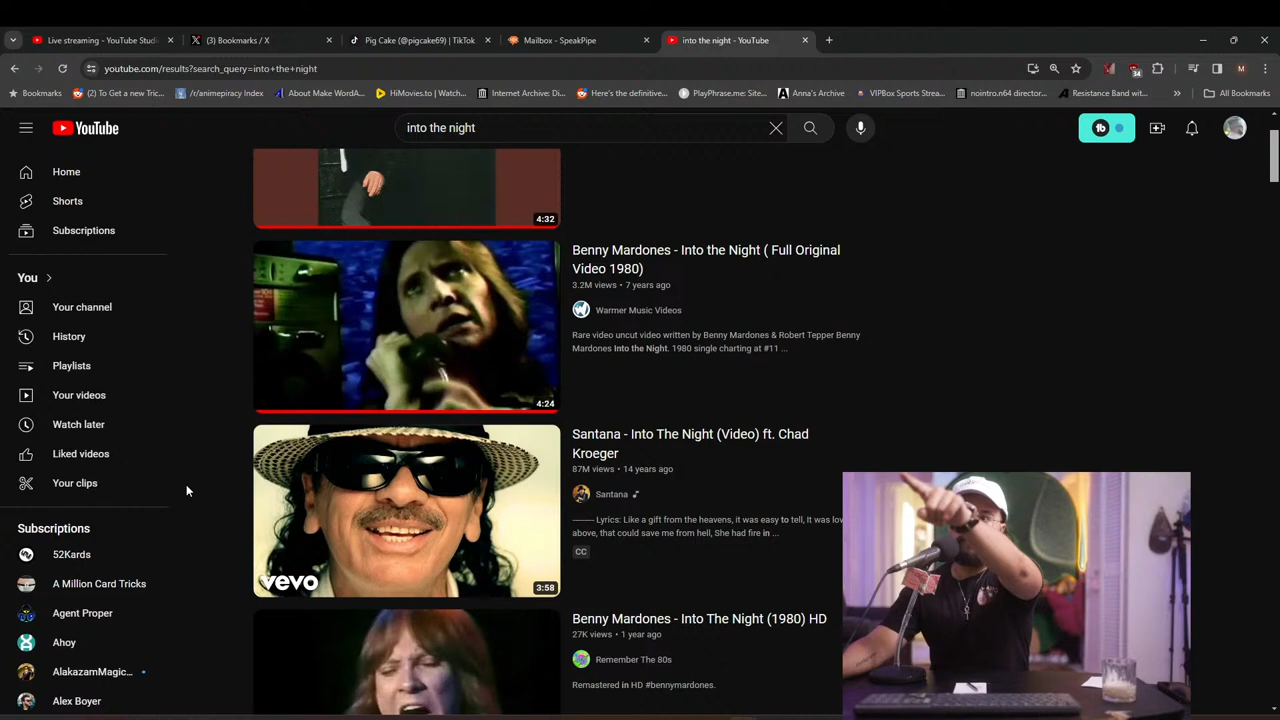 Live streaming - YouTube Studi
(3) Bookmarks / X
Pig Cake (@pigcake69) | TikTok
Mailbox - SpeakPipe
into the night - YouTube
youtube.com/results?search_query=into+the+night
34
M
Bookmarks
(2) To Get a new Tric...
/r/animepiracy Index
About Make WordA...
HiMovies.to | Watch...
Internet Archive: Di...
Here's the definitive...
PlayPhrase.me: Site...
Anna's Archive
VIPBox Sports Strea...
nointro.n64 director...
Resistance Band wit...
All Bookmarks
YouTube
into the night
tb
Home
Shorts
Subscriptions
You
Your channel
History
Playlists
Your videos
Watch later
Liked videos
Your clips
Subscriptions
52Kards
A Million Card Tricks
Agent Proper
Ahoy
AlakazamMagic...
Alex Boyer
4:32
4:24
Benny Mardones - Into the Night ( Full Original
Video 1980)
3.2M views • 7 years ago
Warmer Music Videos
Rare video uncut video written by Benny Mardones & Robert Tepper Benny
Mardones Into the Night. 1980 single charting at #11 ...
vevo
3:58
Santana - Into The Night (Video) ft. Chad
Kroeger
87M views • 14 years ago
Santana
——– Lyrics: Like a gift from the heavens, it was easy to tell, It was lov
above, that could save me from hell, She had fire in ...
CC
Benny Mardones - Into The Night (1980) HD
27K views • 1 year ago
Remember The 80s
Remastered in HD #bennymardones.